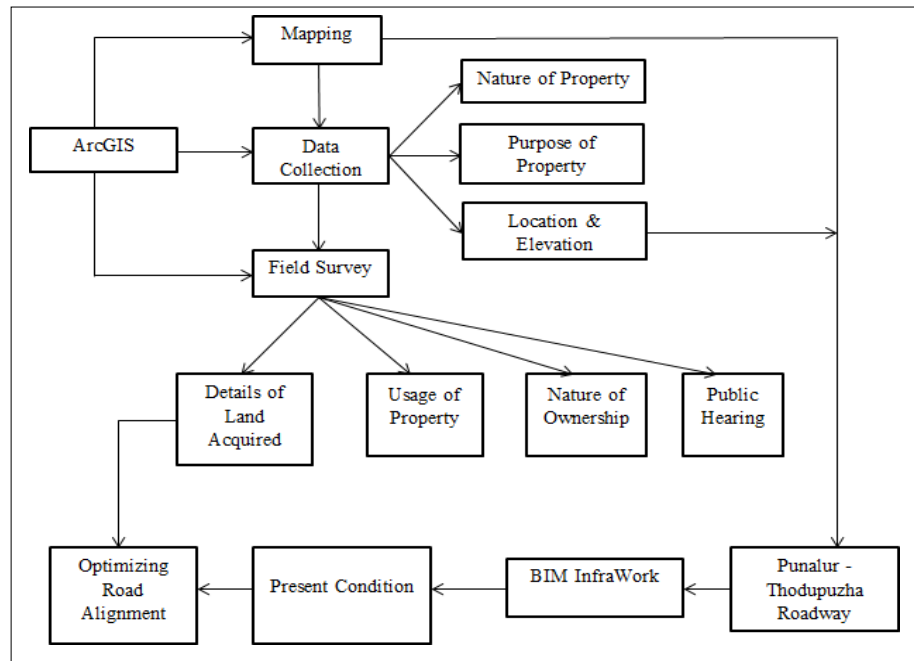 Mapping
Nature of Property
ArcGIS
Data
Collection
Purpose of
Property
Location &
Elevation
Field Survey
Details of
Land
Acquired
Usage of
Property
Nature of
Ownership
Public
Hearing
Optimizing
Road
Alignment
Present Condition
BIM InfraWork
Punalur -
Thodupuzha
Roadway